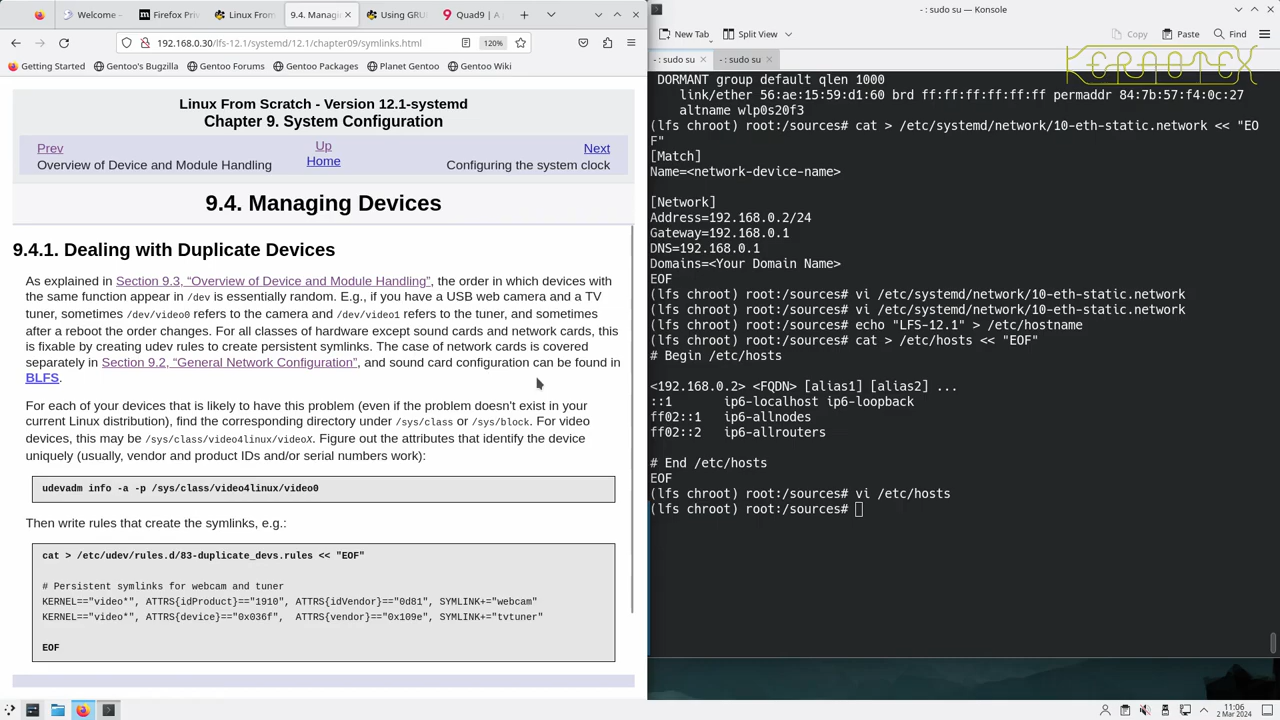 Welcome -
Firefox Priv
Linux From
9.4. Managing
Using GRU
Quad9 | A
192.168.0.30/lfs-12.1/systemd/12.1/chapter09/symlinks.html
120%
Getting Started
Gentoo's Bugzilla
Gentoo Forums
Gentoo Packages
Planet Gentoo
Gentoo Wiki
Linux From Scratch - Version 12.1-systemd
Chapter 9. System Configuration
Prev
Up
Next
Overview of Device and Module Handling
Home
Configuring the system clock
9.4. Managing Devices
9.4.1. Dealing with Duplicate Devices
As explained in Section 9.3, “Overview of Device and Module Handling”, the order in which devices with
the same function appear in /dev is essentially random. E.g., if you have a USB web camera and a TV
tuner, sometimes /dev/video0 refers to the camera and /dev/video1 refers to the tuner, and sometimes
after a reboot the order changes. For all classes of hardware except sound cards and network cards, this
is fixable by creating udev rules to create persistent symlinks. The case of network cards is covered
separately in Section 9.2, “General Network Configuration”, and sound card configuration can be found in
BLFS.
For each of your devices that is likely to have this problem (even if the problem doesn't exist in your
current Linux distribution), find the corresponding directory under /sys/class or /sys/block. For video
devices, this may be /sys/class/video4linux/videoX. Figure out the attributes that identify the device
uniquely (usually, vendor and product IDs and/or serial numbers work):
udevadm info -a -p /sys/class/video4linux/video0
Then write rules that create the symlinks, e.g.:
cat > /etc/udev/rules.d/83-duplicate_devs.rules << "EOF"
# Persistent symlinks for webcam and tuner
KERNEL=="video*", ATTRS{idProduct}=="1910", ATTRS{idVendor}=="0d81", SYMLINK+="webcam"
KERNEL=="video*", ATTRS{device}=="0x036f",  ATTRS{vendor}=="0x109e", SYMLINK+="tvtuner"
EOF
- : sudo su — Konsole
New Tab
Split View
Copy
Paste
Find
- : sudo su
- : sudo su
KERNOTEX
DORMANT group default qlen 1000
link/ether 56:ae:15:59:d1:60 brd ff:ff:ff:ff:ff:ff permaddr 84:7b:57:f4:0c:27
altname wlp0s20f3
(lfs chroot) root:/sources# cat > /etc/systemd/network/10-eth-static.network << "EO
F"
[Match]
Name=<network-device-name>
[Network]
Address=192.168.0.2/24
Gateway=192.168.0.1
DNS=192.168.0.1
Domains=<Your Domain Name>
EOF
(lfs chroot) root:/sources# vi /etc/systemd/network/10-eth-static.network
(lfs chroot) root:/sources# vi /etc/systemd/network/10-eth-static.network
(lfs chroot) root:/sources# echo "LFS-12.1" > /etc/hostname
(lfs chroot) root:/sources# cat > /etc/hosts << "EOF"
# Begin /etc/hosts
<192.168.0.2> <FQDN> [alias1] [alias2] ...
::1       ip6-localhost ip6-loopback
ff02::1   ip6-allnodes
ff02::2   ip6-allrouters
# End /etc/hosts
EOF
(lfs chroot) root:/sources# vi /etc/hosts
(lfs chroot) root:/sources#
11:06
2 Mar 2024